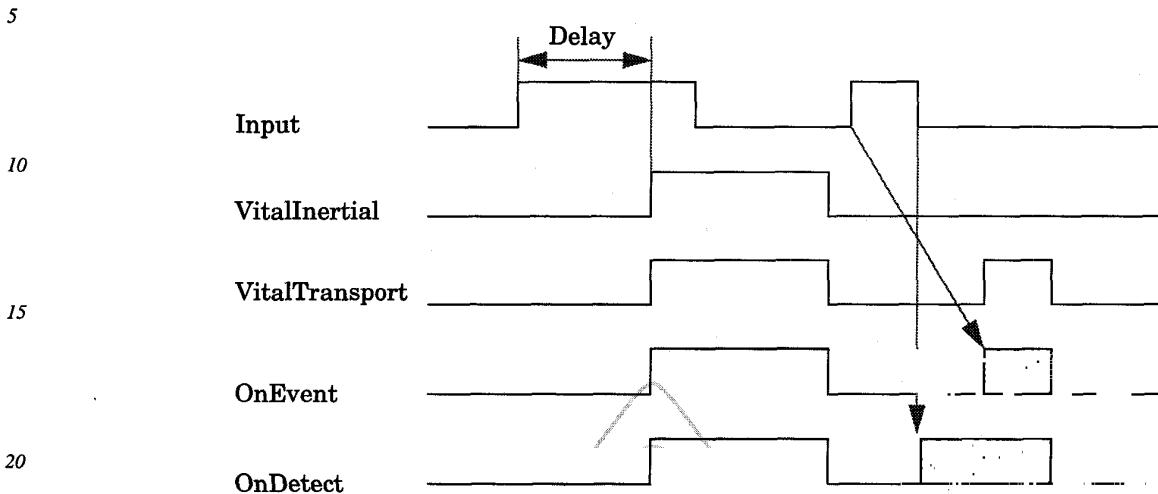 5
Delay
Input
10
VitalInertial
VitalTransport
15
OnEvent
20
OnDetect